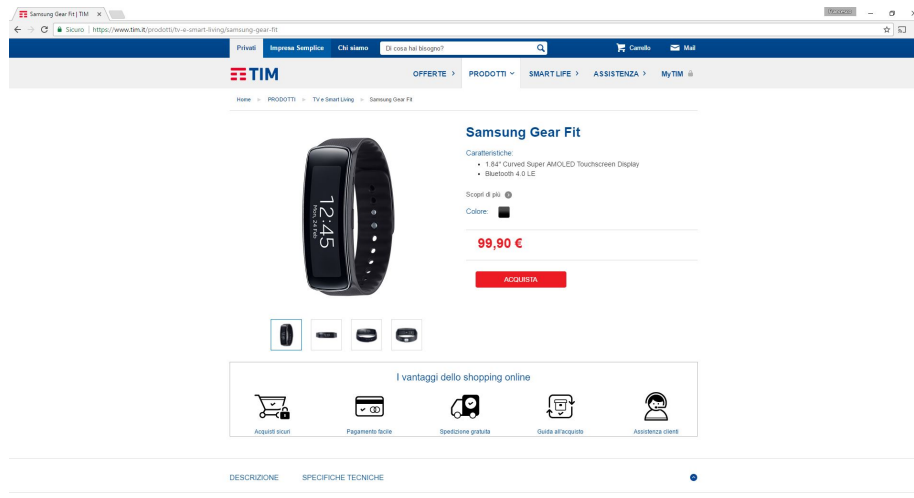 Samsung Gear Fit | TIM
Sicuro | https://www.tim.it/prodotti/tv-e-smart-living/samsung-gear-fit
Privati Impresa Semplice Chi siamo Di cosa hai bisogno? Camillo Mail
TIM OFFERTE PRODOTTI SMART LIFE ASSISTENZA MyTIM
Home PRODOTTI TV e Smart Living Samsung Gear Fit
Samsung Gear Fit
Caratteristiche:
1.84" Curved Super AMOLED Touchscreen Display
Bluetooth 4.0 LE
Scopri di più
Colore:
12:45
Mon, 24 Feb
99,90 €
ACQUISTA
I vantaggi dello shopping online
Acquisti sicuri Pagamento facile Spedizione gratuita Guida all'acquisto Assistenza clienti
DESCRIZIONE SPECIFICHE TECNICHE